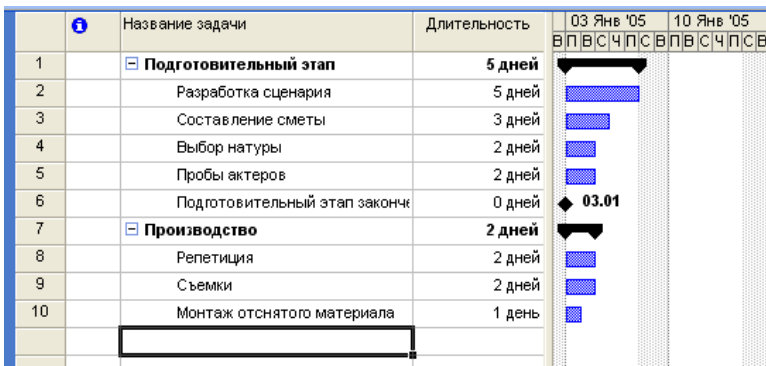 Название задачи Длительность 03 Янв '05 10 Янв '05
В П В С Ч П С В П В С Ч П С В
1 Подготовительный этап 5 дней
2 Разработка сценария 5 дней
3 Составление сметы 3 дней
4 Выбор натуры 2 дней
5 Пробы актеров 2 дней
6 Подготовительный этап законче 0 дней 03.01
7 Производство 2 дней
8 Репетиция 2 дней
9 Съемки 2 дней
10 Монтаж отснятого материала 1 день